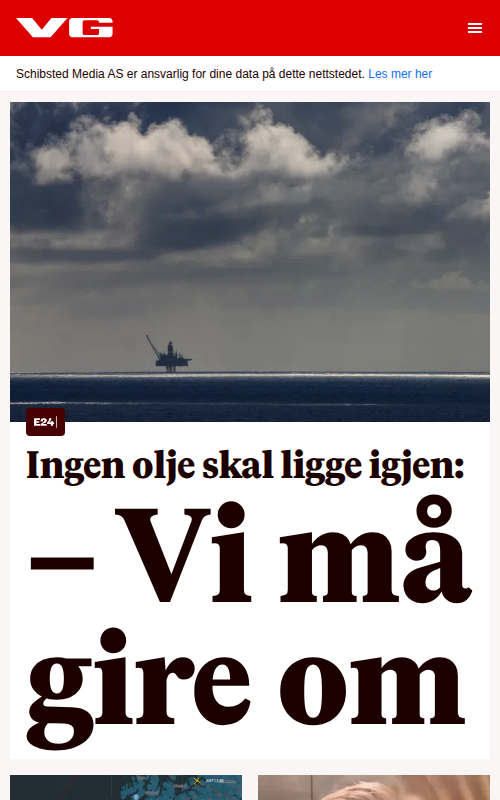 VG
Schibsted Media AS er ansvarlig for dine data på dette nettstedet. Les mer her
E24
Ingen olje skal ligge igjen:
– Vi må
gire om